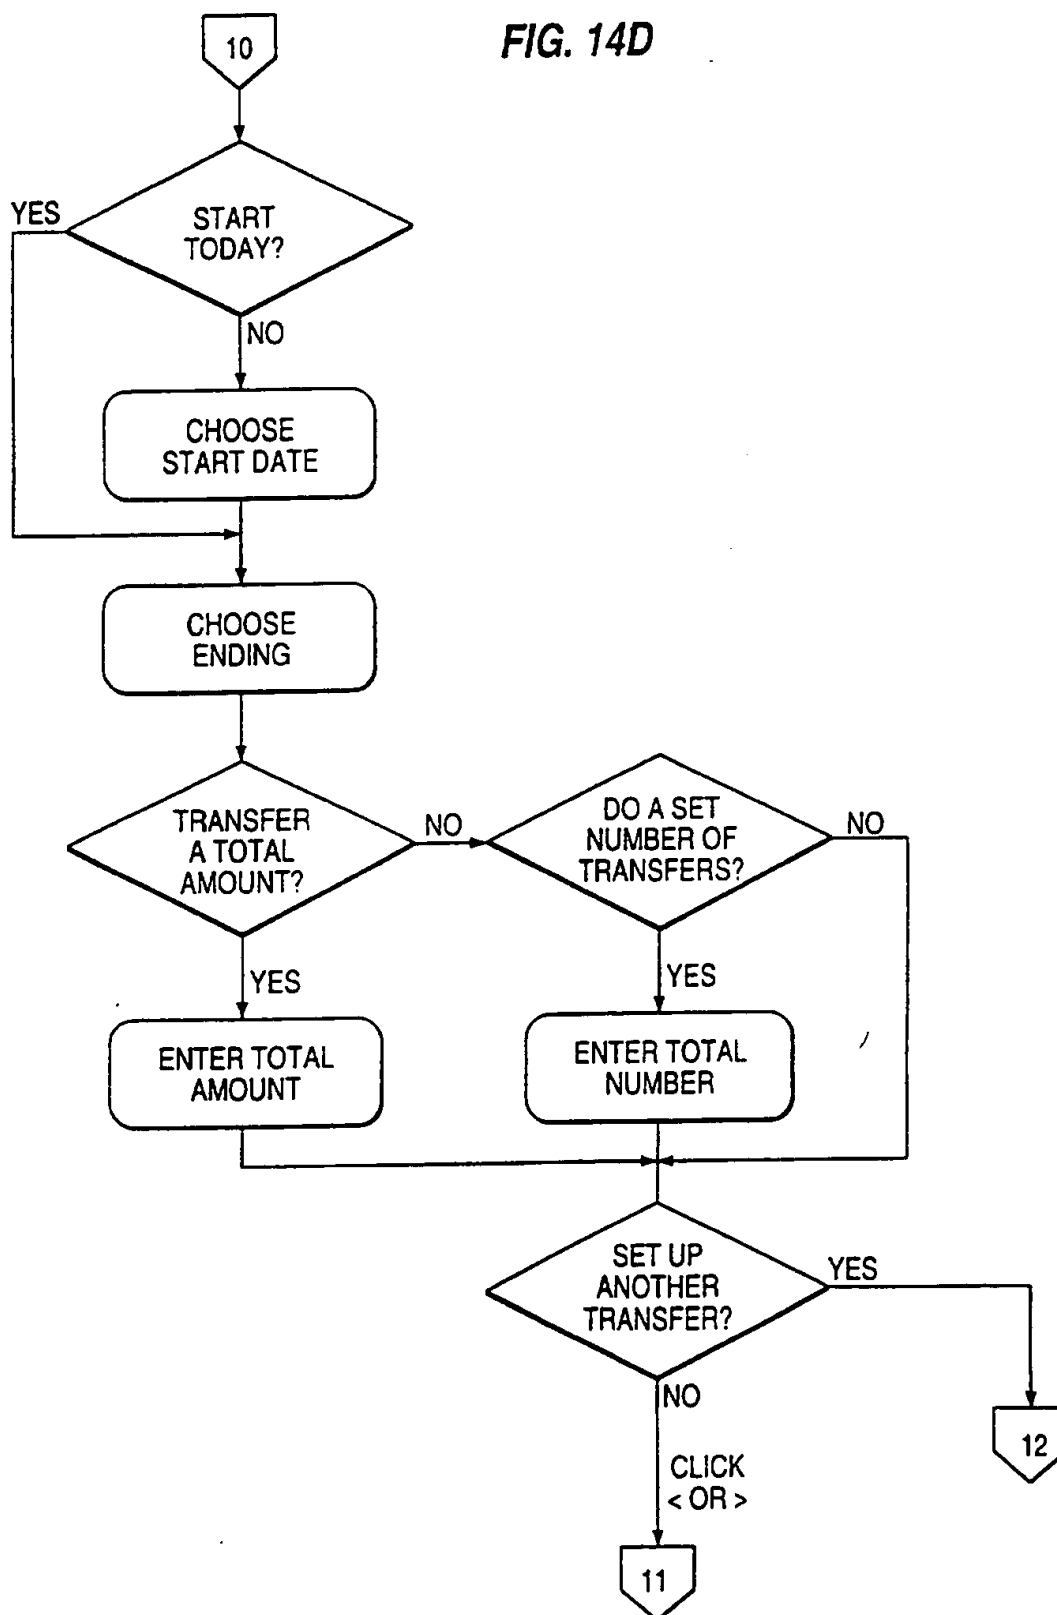 10
FIG. 14D
START
TODAY?
YES
NO
CHOOSE
START DATE
CHOOSE
ENDING
TRANSFER
A TOTAL
AMOUNT?
NO
DO A SET
NUMBER OF
TRANSFERS?
NO
YES
YES
ENTER TOTAL
AMOUNT
ENTER TOTAL
NUMBER
SET UP
ANOTHER
TRANSFER?
YES
NO
12
CLICK
< OR >
11